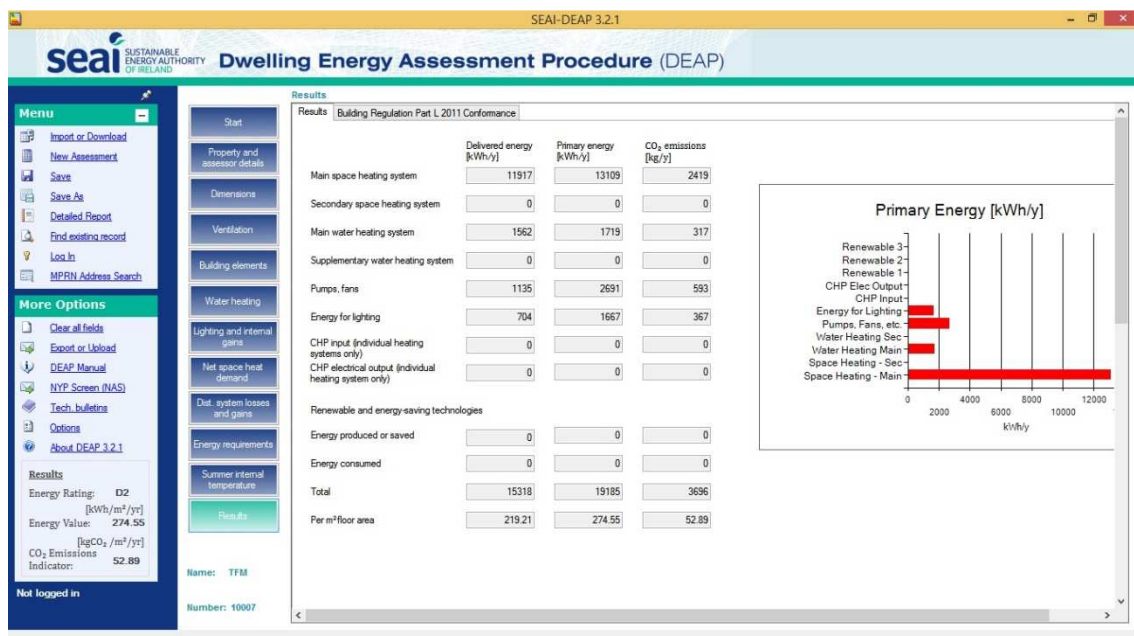 SEAI-DEAP 3.2.1
seai SUSTAINABLE ENERGY AUTHORITY OF IRELAND
Dwelling Energy Assessment Procedure (DEAP)
Menu
Import or Download
New Assessment
Save
Save As
Detailed Report
Find existing record
Log In
MPRN Address Search
More Options
Clear all fields
Export or Upload
DEAP Manual
NYP Screen (NAS)
Tech. bulletins
Options
About DEAP 3.2.1
Results
Energy Rating: D2
[kWh/m²/yr]
Energy Value: 274.55
[kgCO₂ /m²/yr]
CO₂ Emissions
Indicator: 52.89
Not logged in
Start
Property and
assessor details
Dimensions
Ventilation
Building elements
Water heating
Lighting and internal
gains
Net space heat
demand
Dist. system losses
and gains
Energy requirements
Summer internal
temperature
Results
Name: TFM
Number: 10007
Results
Results Building Regulation Part L 2011 Conformance
Delivered energy [kWh/y] Primary energy [kWh/y] CO₂ emissions [kg/y]
Main space heating system 11917 13109 2419
Secondary space heating system 0 0 0
Main water heating system 1562 1719 317
Supplementary water heating system 0 0 0
Pumps, fans 1135 2691 593
Energy for lighting 704 1667 367
CHP input (individual heating
systems only) 0 0 0
CHP electrical output (individual
heating system only) 0 0 0
Renewable and energy-saving technologies
Energy produced or saved 0 0 0
Energy consumed 0 0 0
Total 15318 19185 3696
Per m² floor area 219.21 274.55 52.89
Primary Energy [kWh/y]
Renewable 3
Renewable 2
Renewable 1
CHP Elec Output
CHP Input
Energy for Lighting
Pumps, Fans, etc.
Water Heating Sec
Water Heating Main
Space Heating - Sec
Space Heating - Main
0 4000 8000 12000
2000 6000 10000
kWh/y